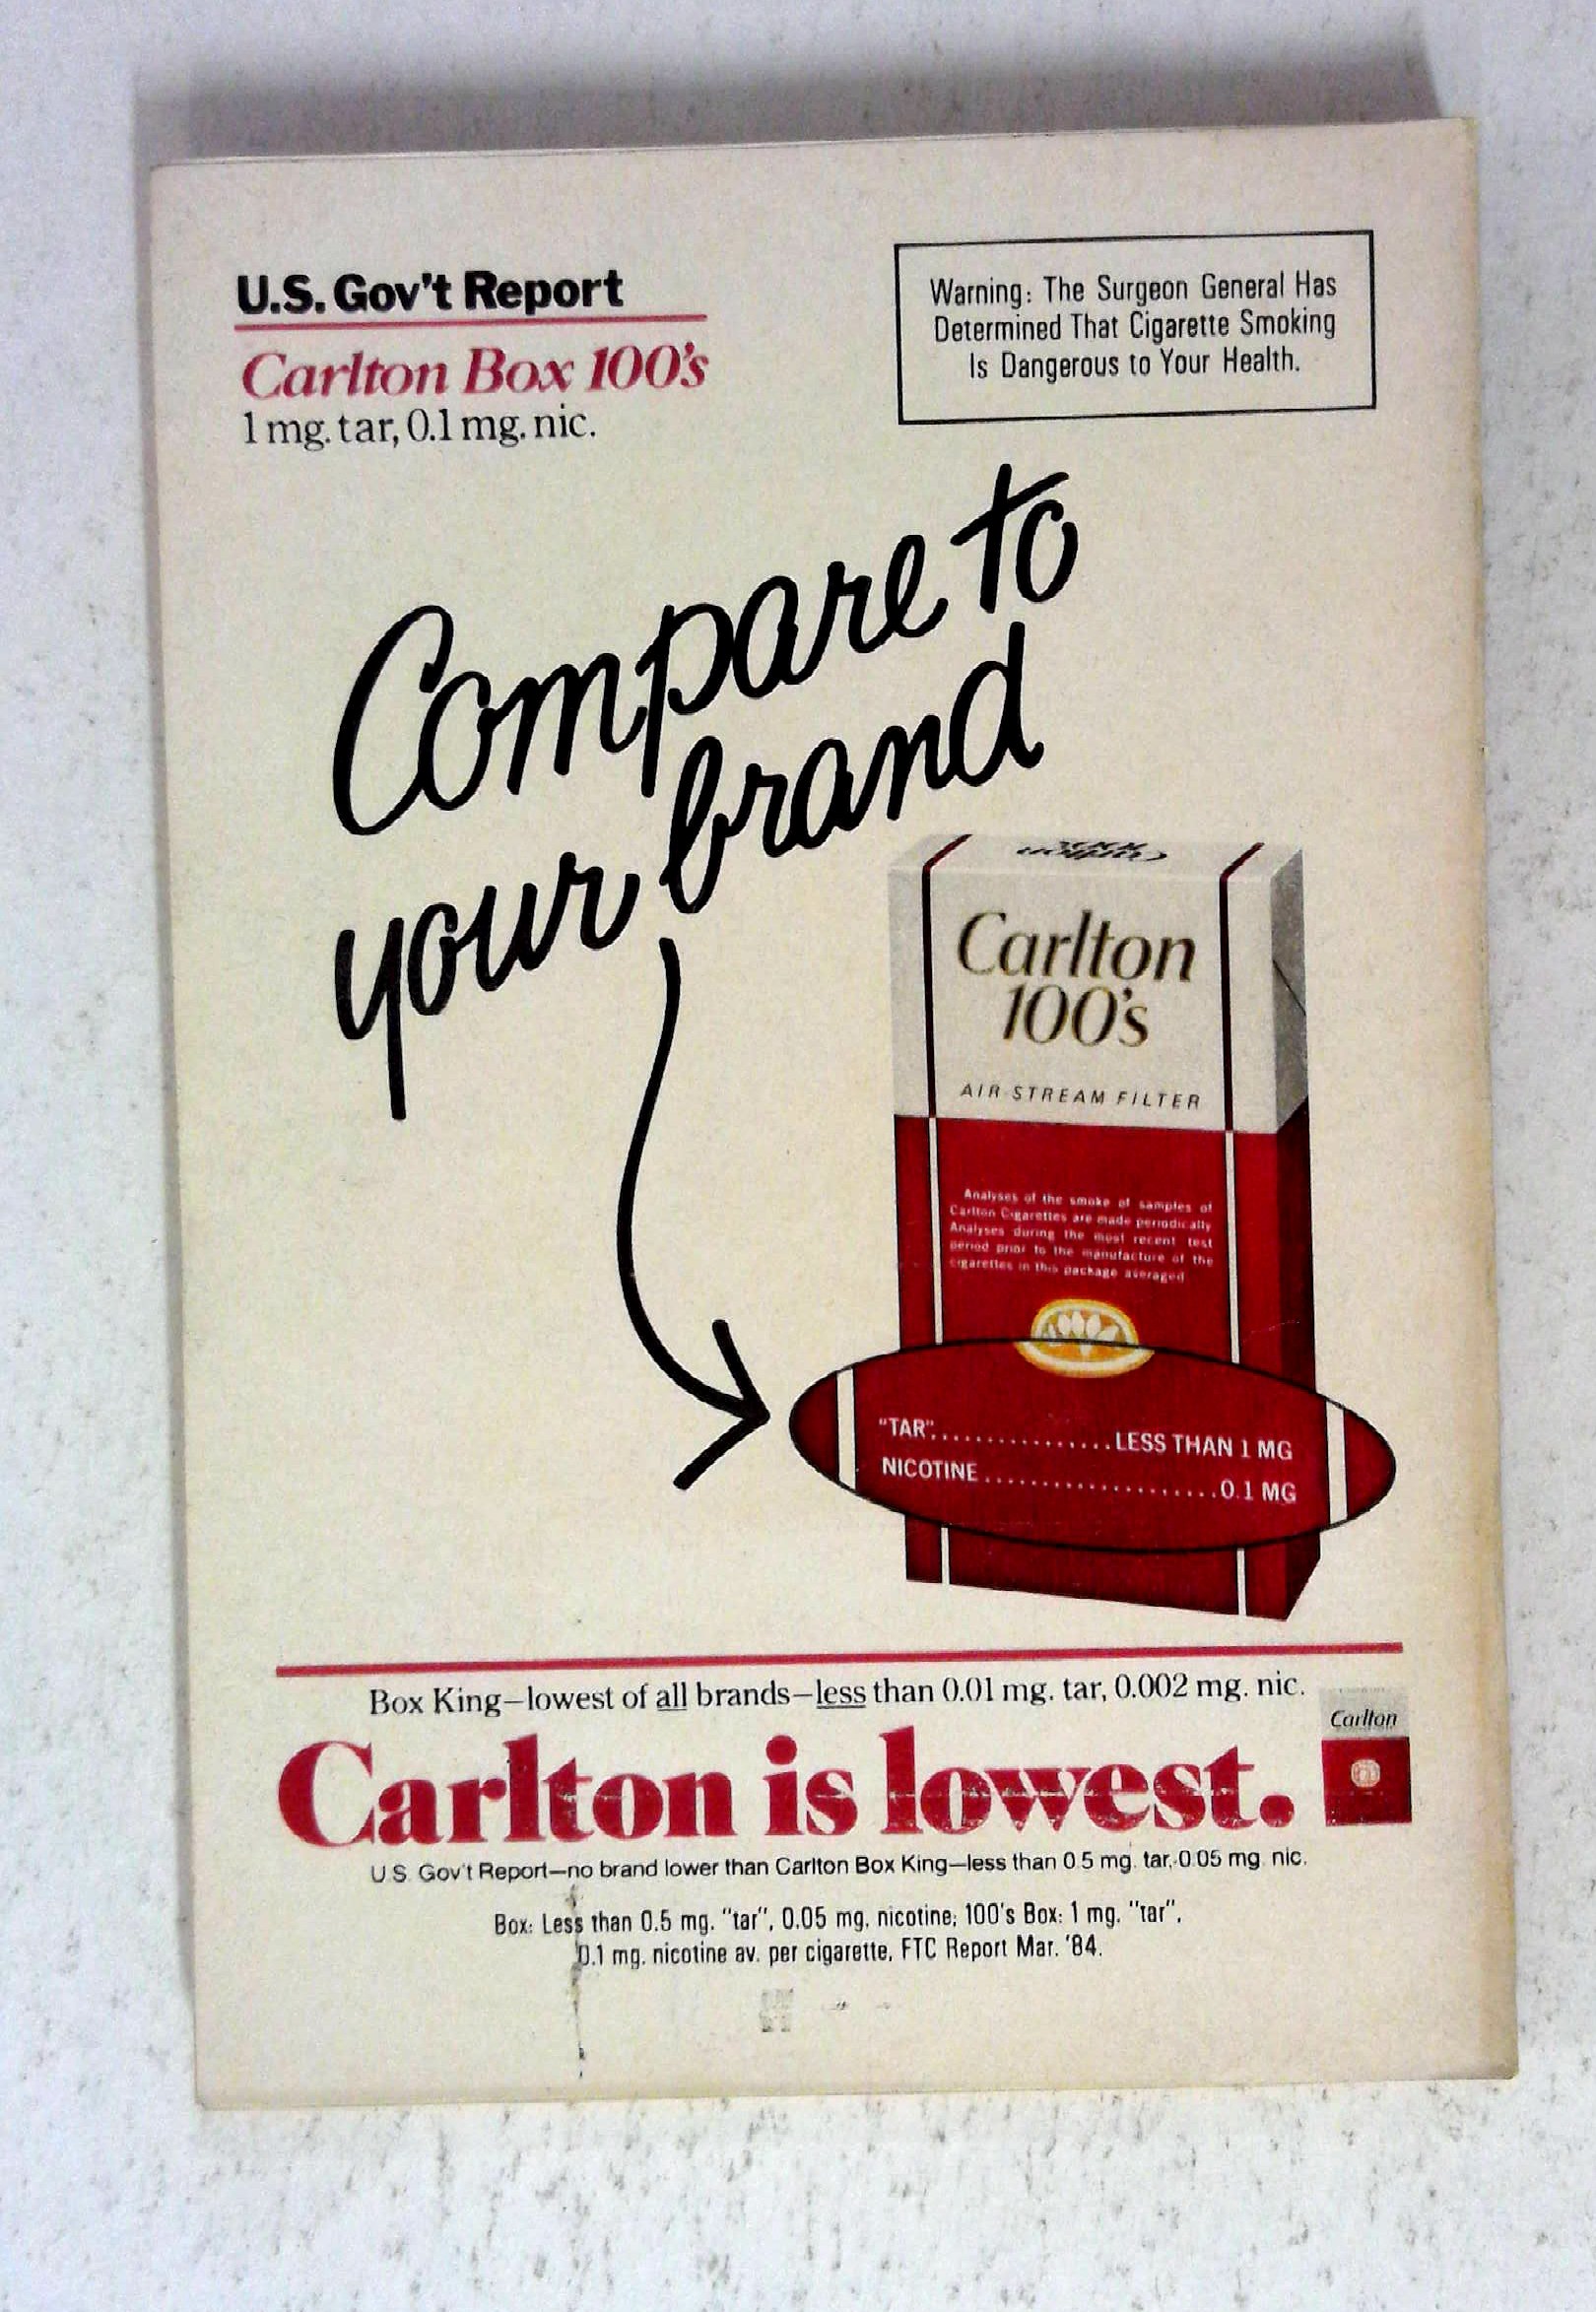 U.S. Gov't Report
Carlton Box 100's
1 mg. tar, 0.1 mg. nic.
Warning: The Surgeon General Has
Determined That Cigarette Smoking
Is Dangerous to Your Health.
Compare to
your brand
Carlton
100's
AIR-STREAM FILTER
Analyses of the smoke of samples of
Carlton Cigarettes are made periodically
Analyses during the most recent test
period prior to the manufacture of the
cigarettes in this package averaged
"TAR"................LESS THAN 1 MG
NICOTINE.....................0.1 MG
Box King—lowest of all brands—less than 0.01 mg. tar, 0.002 mg. nic.
Carlton is lowest.
Carlton
U.S. Gov't Report—no brand lower than Carlton Box King—less than 0.5 mg. tar, 0.05 mg. nic.
Box: Less than 0.5 mg. "tar", 0.05 mg. nicotine; 100's Box: 1 mg. "tar",
0.1 mg. nicotine av. per cigarette, FTC Report Mar. '84.